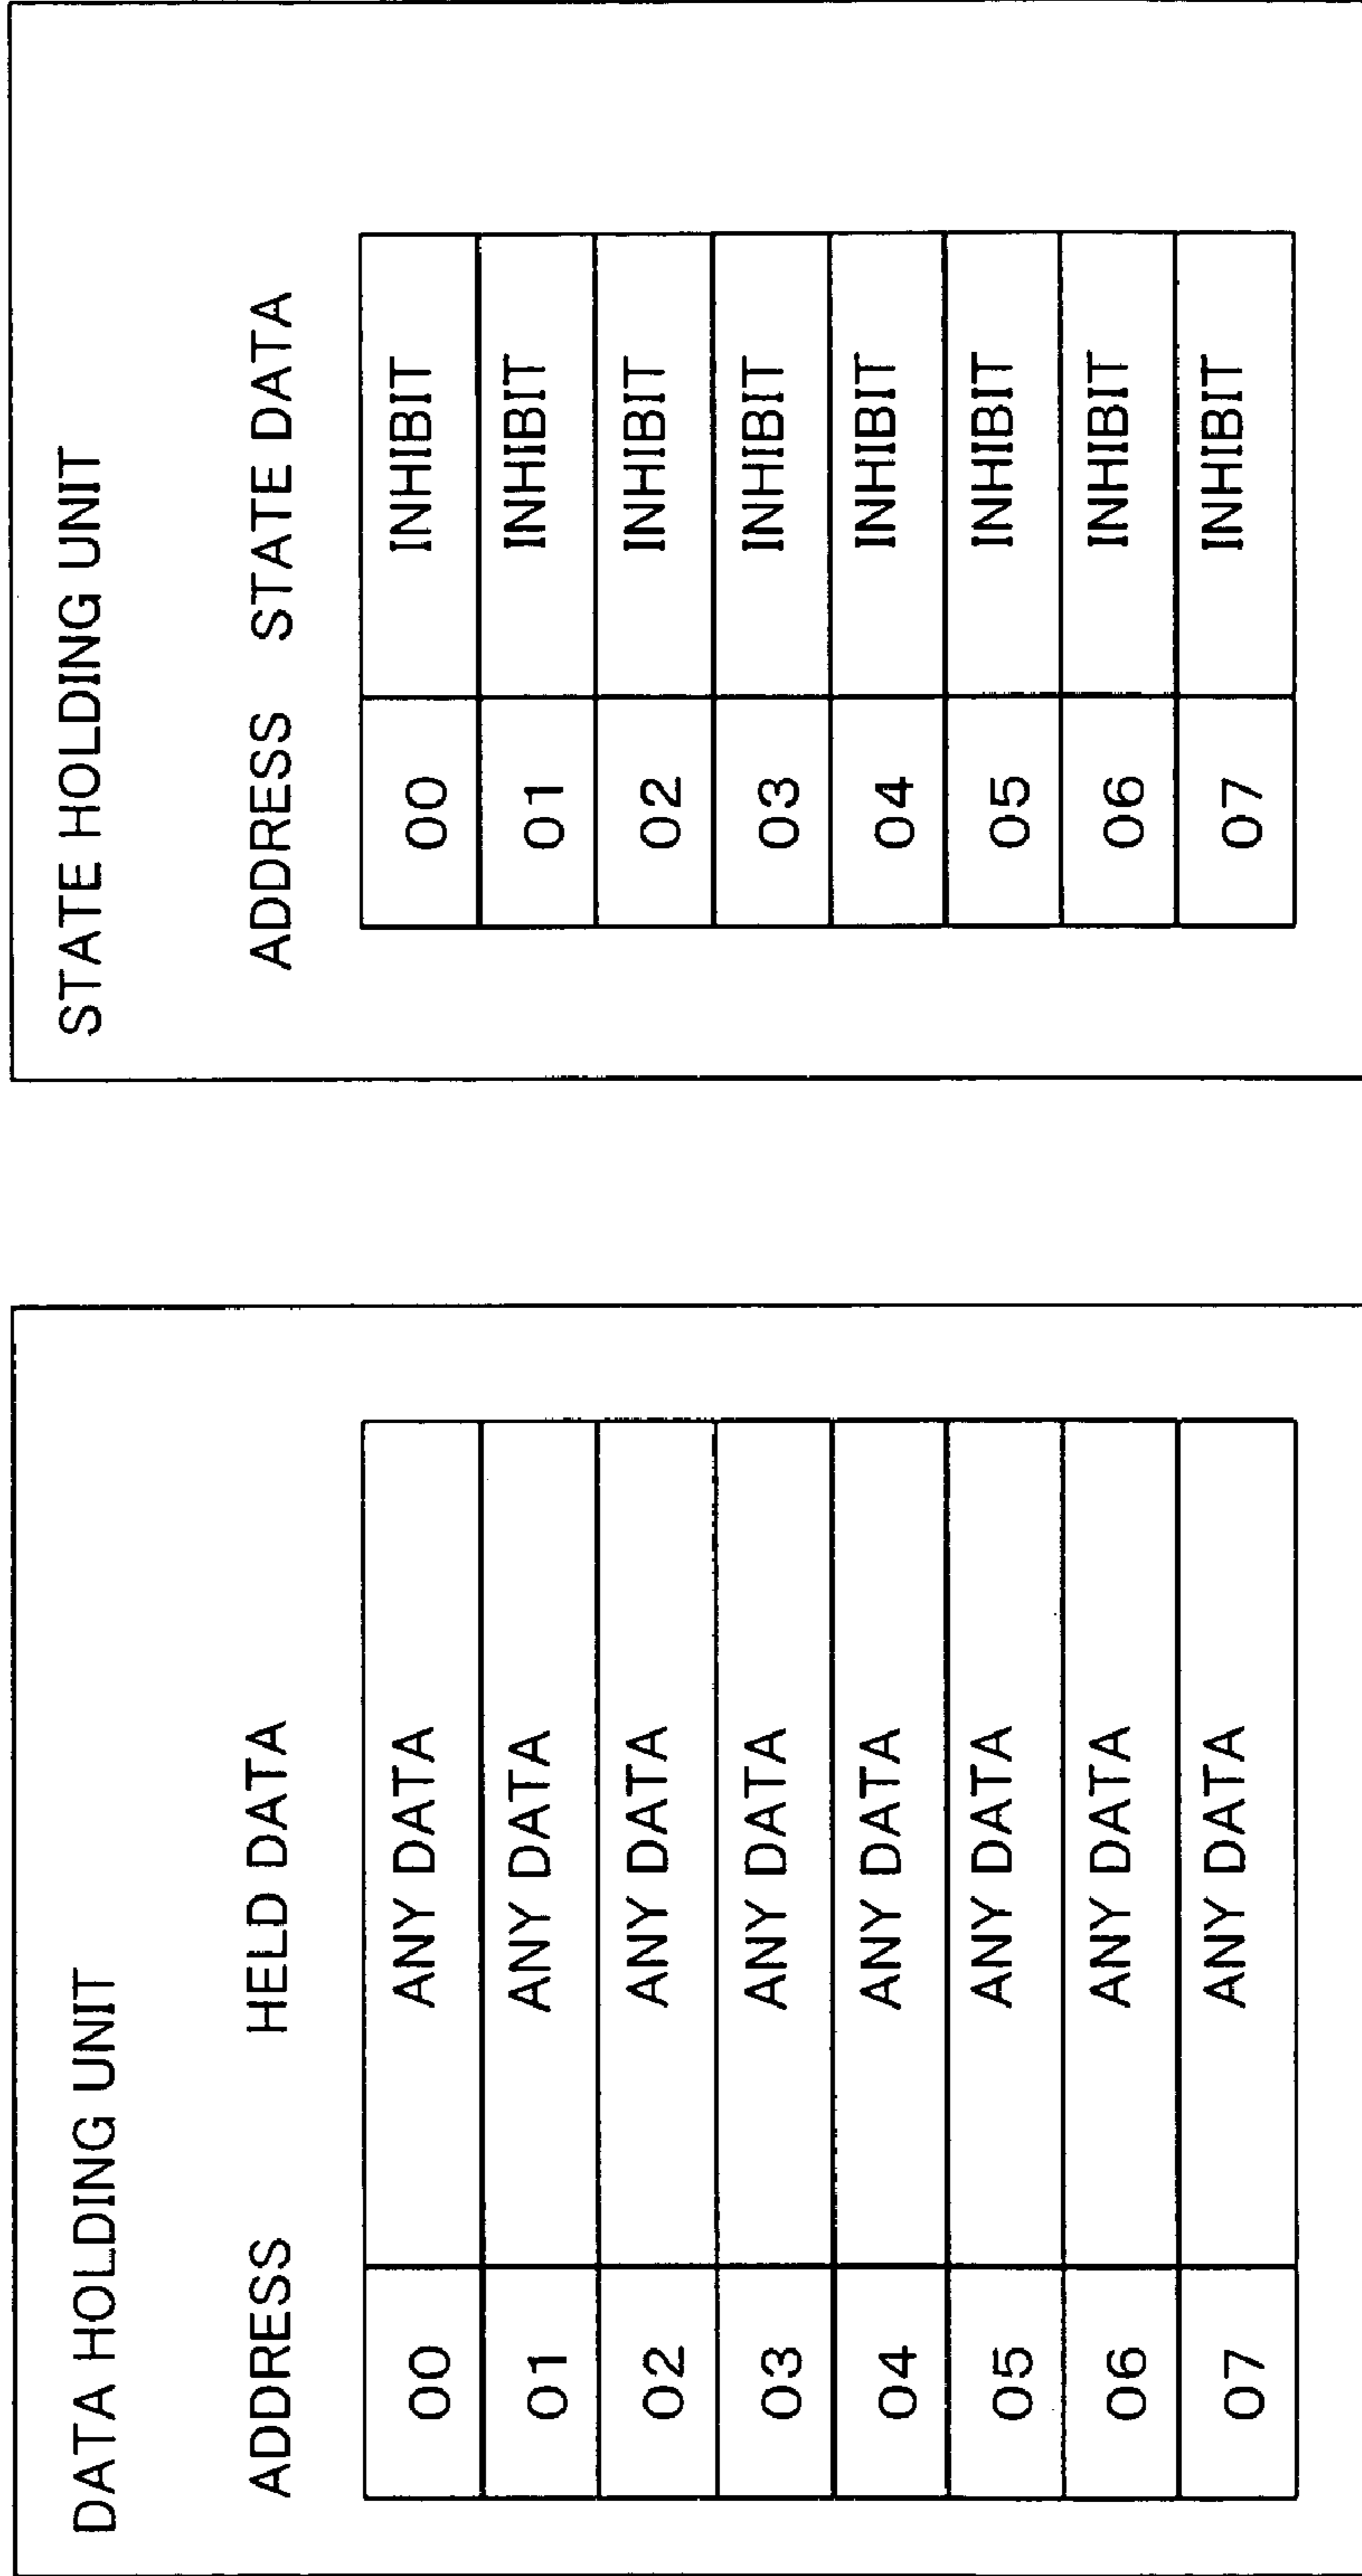 DATA HOLDING UNIT
ADDRESS HELD DATA
00 ANY DATA
01 ANY DATA
02 ANY DATA
03 ANY DATA
04 ANY DATA
05 ANY DATA
06 ANY DATA
07 ANY DATA
STATE HOLDING UNIT
ADDRESS STATE DATA
00 INHIBIT
01 INHIBIT
02 INHIBIT
03 INHIBIT
04 INHIBIT
05 INHIBIT
06 INHIBIT
07 INHIBIT